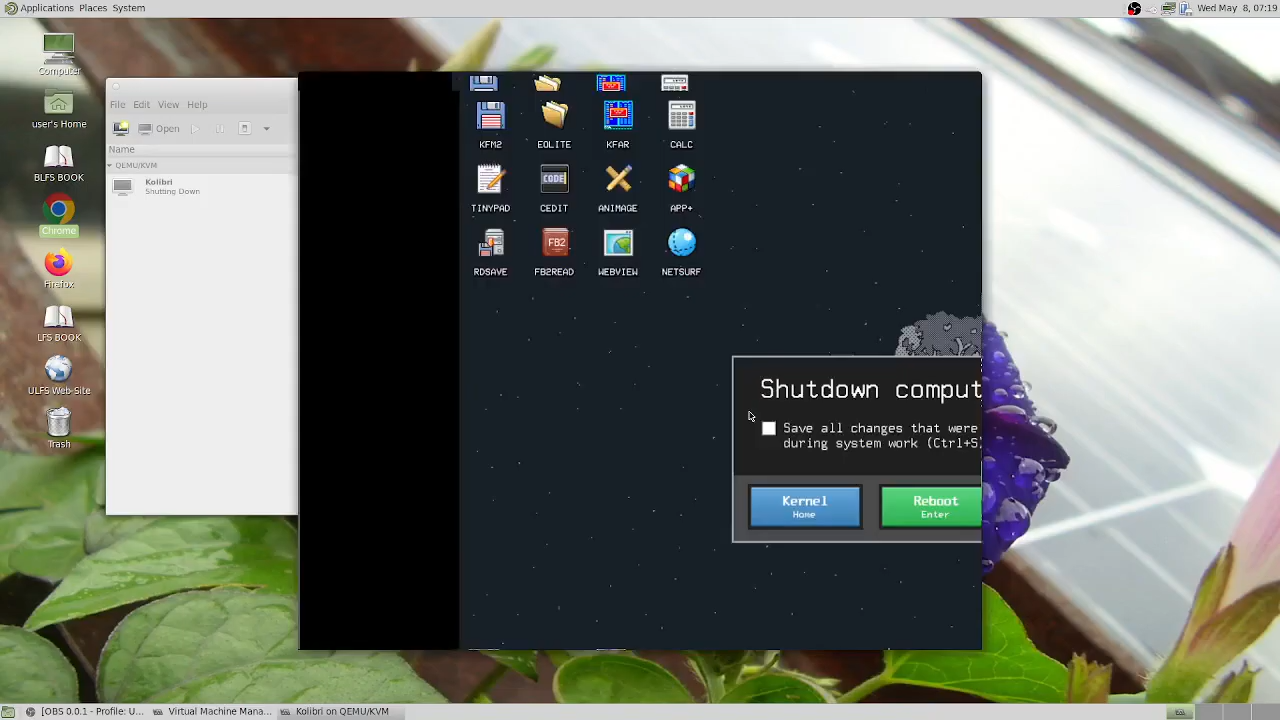 Applications Places System
Wed May  8, 07:19
Computer
user's Home
BLFS BOOK
Chrome
Firefox
LFS BOOK
ULFS Web-Site
Trash
File Edit View Help
Open
Name
QEMU/KVM
Kolibri
Shutting Down
KFM2 EOLITE KFAR CALC
TINYPAD CEDIT ANIMAGE APP+
RDSAVE FB2READ WEBVIEW NETSURF
CODE
FB2
Shutdown comput
Save all changes that were
during system work (Ctrl+S
Kernel
Home
Reboot
Enter
[OBS 0.0.1 - Profile: U...
Virtual Machine Mana...
Kolibri on QEMU/KVM